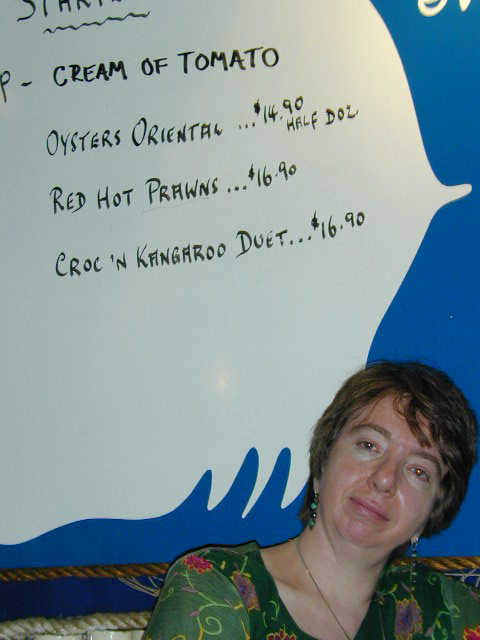 CREAM OF TOMATO
OYSTERS ORIENTAL ...$14.90
HALF DOZ
RED HOT PRAWNS ...$16.90
CROC 'N KANGAROO DUET...$16.90